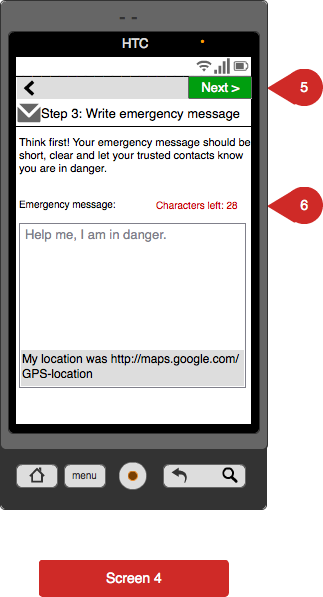 HTC
Next >
5
Step 3: Write emergency message
Think first! Your emergency message should be
short, clear and let your trusted contacts know
you are in danger.
Emergency message:
Characters left: 28
6
Help me, I am in danger.
My location was http://maps.google.com/
GPS-location
menu
Screen 4